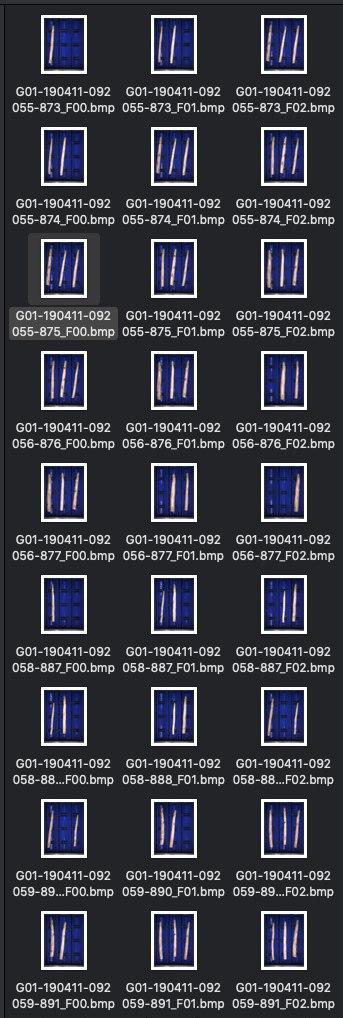 G01-190411-092
055-873_F00.bmp
G01-190411-092
055-873_F01.bmp
G01-190411-092
055-873_F02.bmp
G01-190411-092
055-874_F00.bmp
G01-190411-092
055-874_F01.bmp
G01-190411-092
055-874_F02.bmp
G01-190411-092
055-875_F00.bmp
G01-190411-092
055-875_F01.bmp
G01-190411-092
055-875_F02.bmp
G01-190411-092
056-876_F00.bmp
G01-190411-092
056-876_F01.bmp
G01-190411-092
056-876_F02.bmp
G01-190411-092
056-877_F00.bmp
G01-190411-092
056-877_F01.bmp
G01-190411-092
056-877_F02.bmp
G01-190411-092
058-887_F00.bmp
G01-190411-092
058-887_F01.bmp
G01-190411-092
058-887_F02.bmp
G01-190411-092
058-88...F00.bmp
G01-190411-092
058-888_F01.bmp
G01-190411-092
058-88...F02.bmp
G01-190411-092
059-89...F00.bmp
G01-190411-092
059-890_F01.bmp
G01-190411-092
059-89...F02.bmp
G01-190411-092
059-891_F00.bmp
G01-190411-092
059-891_F01.bmp
G01-190411-092
059-891_F02.bmp